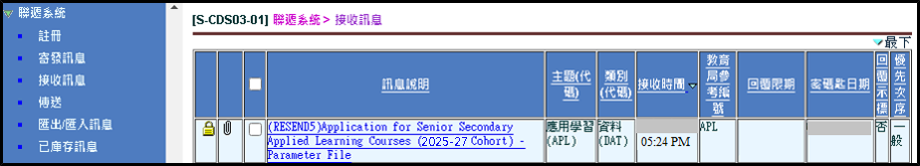 聯遞系統
註冊
寄發訊息
接收訊息
傳送
匯出/匯入訊息
已庫存訊息
[S-CDS03-01] 聯遞系統 > 接收訊息
最下
訊息說明
主題(代碼)
類別(代碼)
接收時間
教育局參考編號
回覆限期
密碼匙日期
回覆示標
優先次序
(RESEND5)Application for Senior Secondary
Applied Learning Courses (2025-27 Cohort) -
Parameter File
應用學習
(APL)
資料
(DAT)
05:24 PM
APL
否
一般